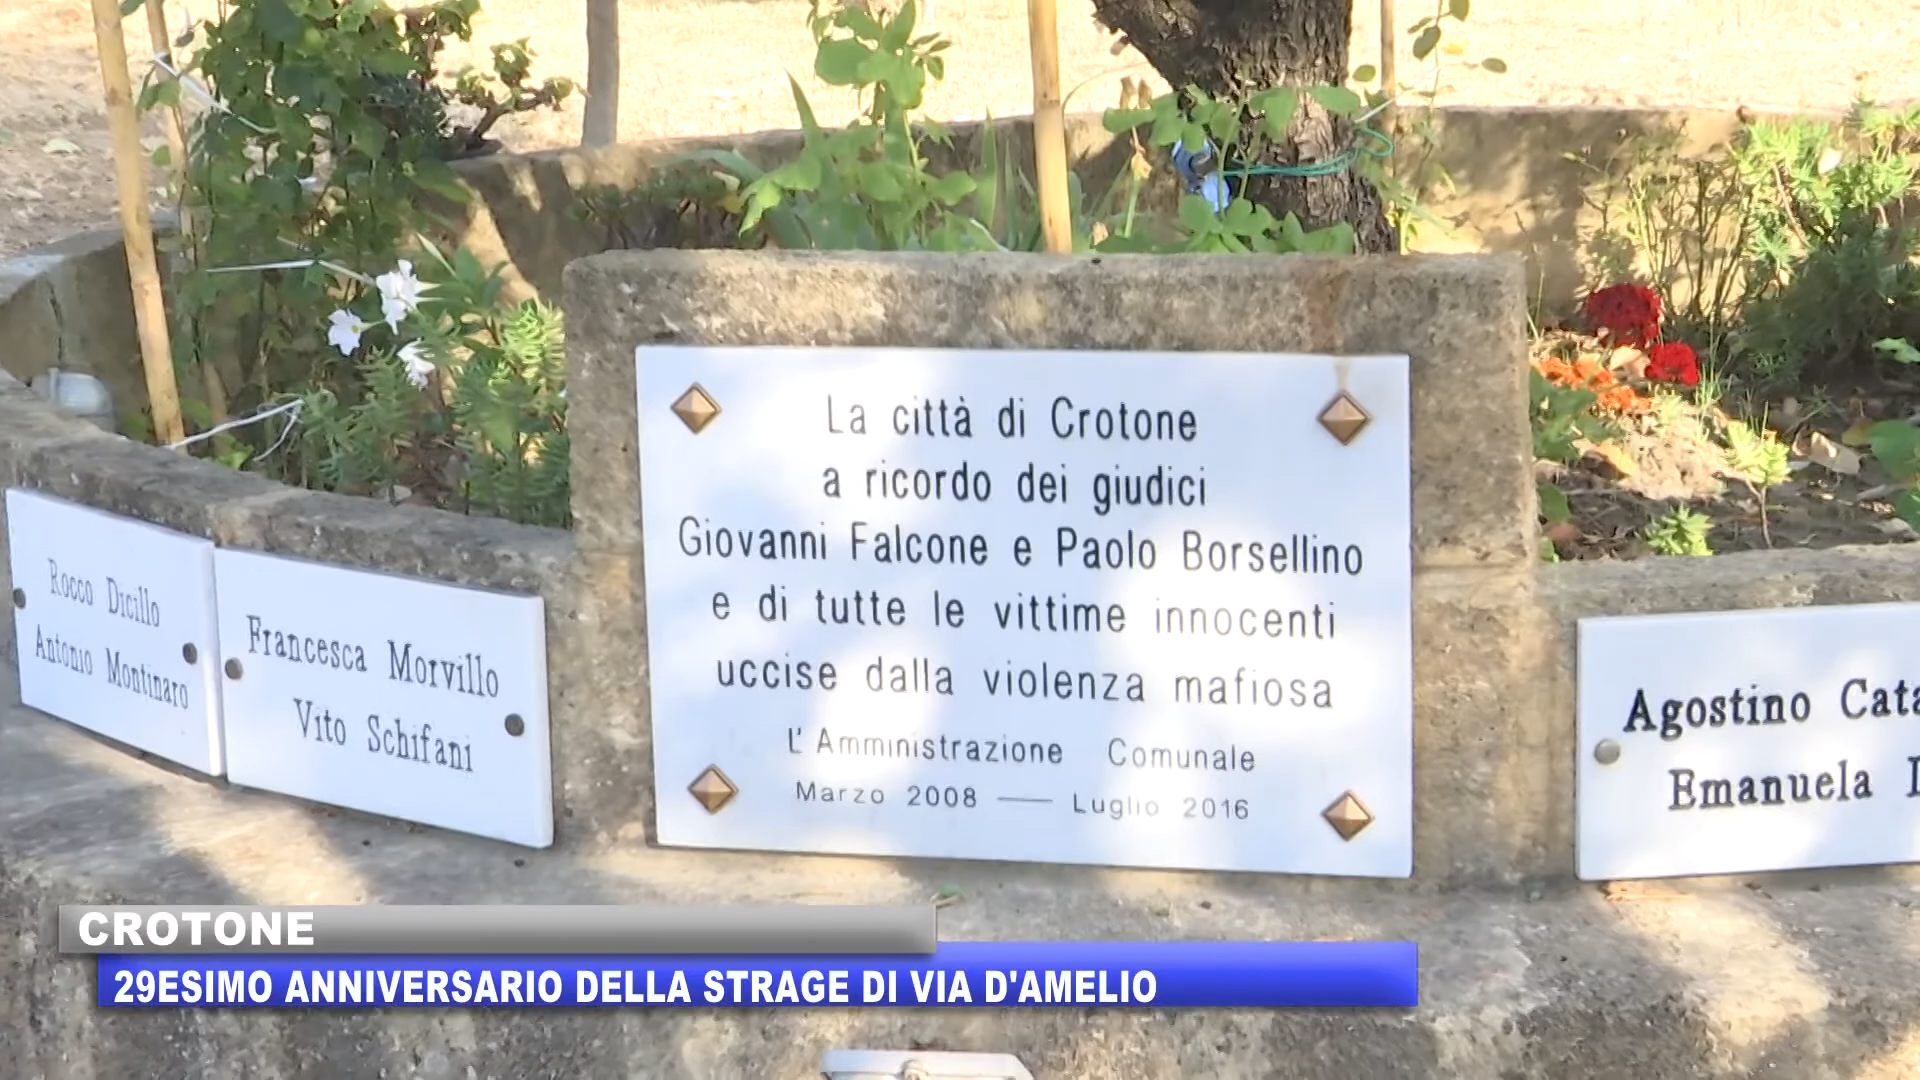 Rocco Dicillo
Antonio Montinaro
Francesca Morvillo
Vito Schifani
La città di Crotone
a ricordo dei giudici
Giovanni Falcone e Paolo Borsellino
e di tutte le vittime innocenti
uccise dalla violenza mafiosa
L' Amministrazione Comunale
Marzo 2008 — Luglio 2016
Agostino
Emanuela
CROTONE
29ESIMO ANNIVERSARIO DELLA STRAGE DI VIA D'AMELIO